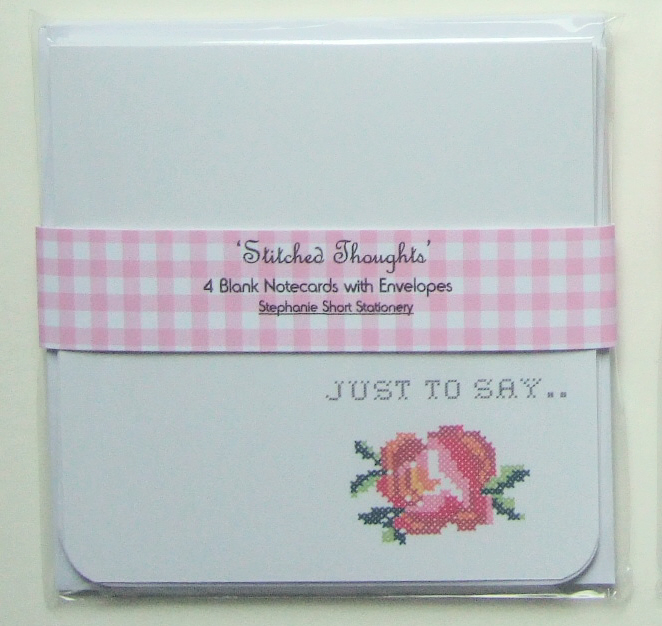 'Stitched Thoughts'
4 Blank Notecards with Envelopes
Stephanie Short Stationery
JUST TO SAY..